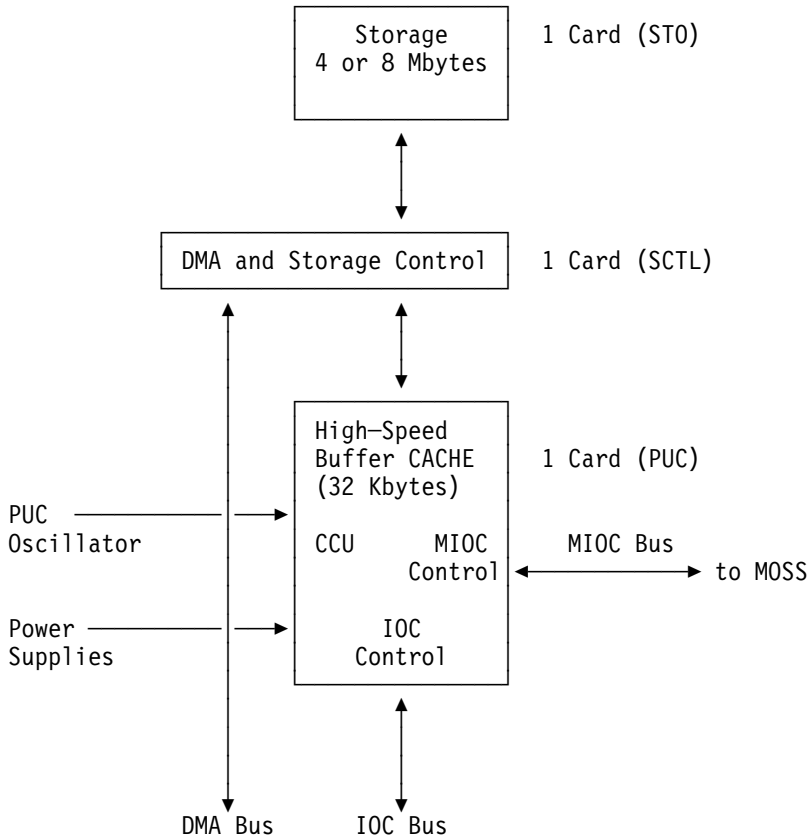 Storage 1 Card (STO)
4 or 8 Mbytes
DMA and Storage Control 1 Card (SCTL)
High–Speed
Buffer CACHE 1 Card (PUC)
(32 Kbytes)
PUC
Oscillator CCU MIOC MIOC Bus
Control to MOSS
Power IOC
Supplies Control
DMA Bus IOC Bus